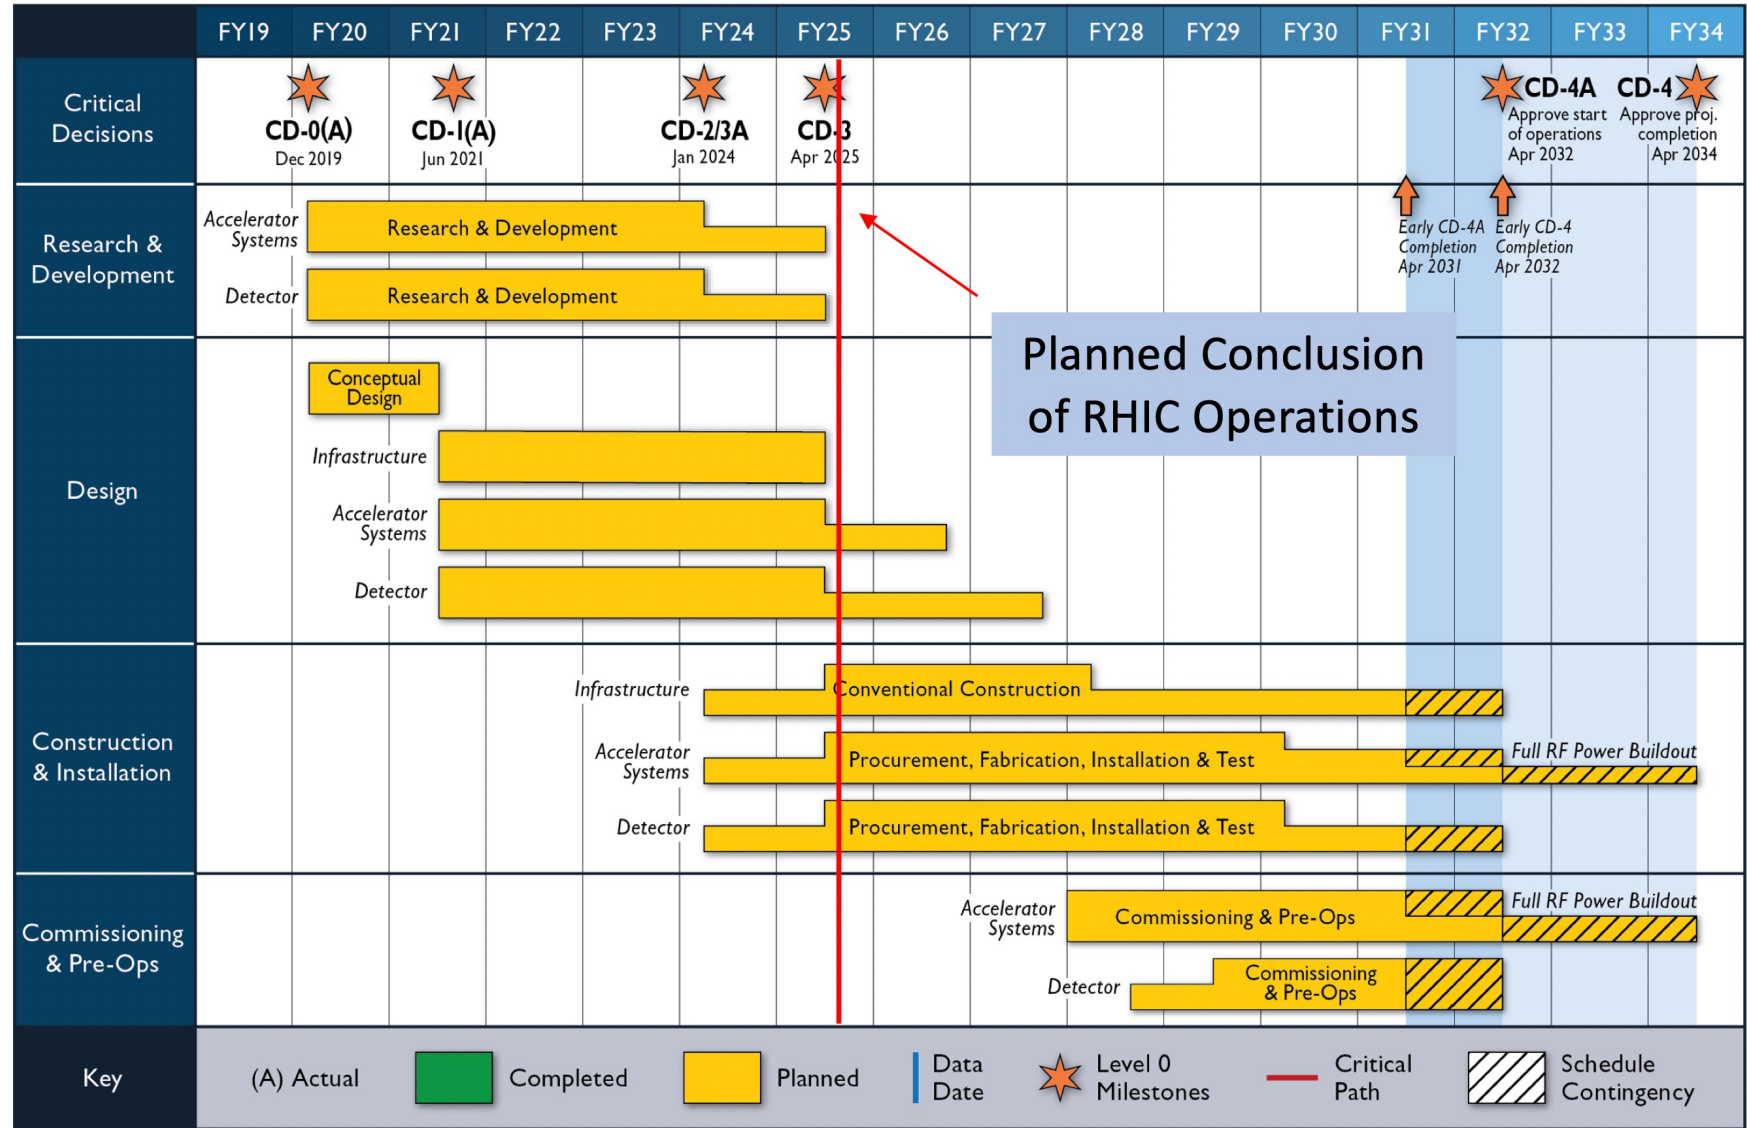 FY19 FY20 FY21 FY22 FY23 FY24 FY25 FY26 FY27 FY28 FY29 FY30 FY31 FY32 FY33 FY34
Critical
Decisions
CD-0(A)
Dec 2019
CD-1(A)
Jun 2021
CD-2/3A
Jan 2024
CD-3
Apr 2025
CD-4A
Approve start
of operations
Apr 2032
CD-4
Approve proj.
completion
Apr 2034
Early CD-4A
Completion
Apr 2031
Early CD-4
Completion
Apr 2032
Research &
Development
Accelerator
Systems
Research & Development
Detector
Research & Development
Planned Conclusion
of RHIC Operations
Design
Conceptual
Design
Infrastructure
Accelerator
Systems
Detector
Construction
& Installation
Infrastructure
Conventional Construction
Accelerator
Systems
Procurement, Fabrication, Installation & Test
Full RF Power Buildout
Detector
Procurement, Fabrication, Installation & Test
Commissioning
& Pre-Ops
Accelerator
Systems
Commissioning & Pre-Ops
Full RF Power Buildout
Detector
Commissioning
& Pre-Ops
Key
(A) Actual
Completed
Planned
Data
Date
Level 0
Milestones
Critical
Path
Schedule
Contingency